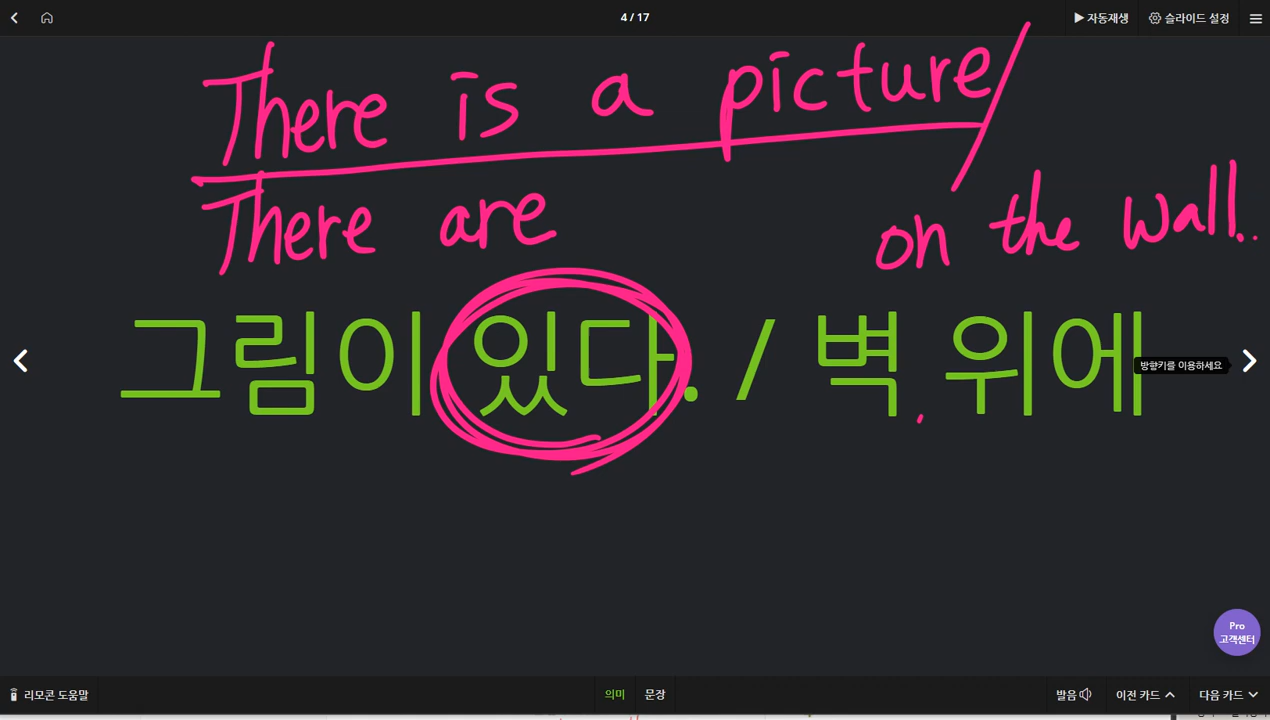 4 / 17
자동재생
슬라이드 설정
There is a picture/
There are
on the wall.
그림이 있다. / 벽 위에
방향키를 이용하세요
Pro
고객센터
리모콘 도움말
의미
문장
발음
이전 카드
다음 카드